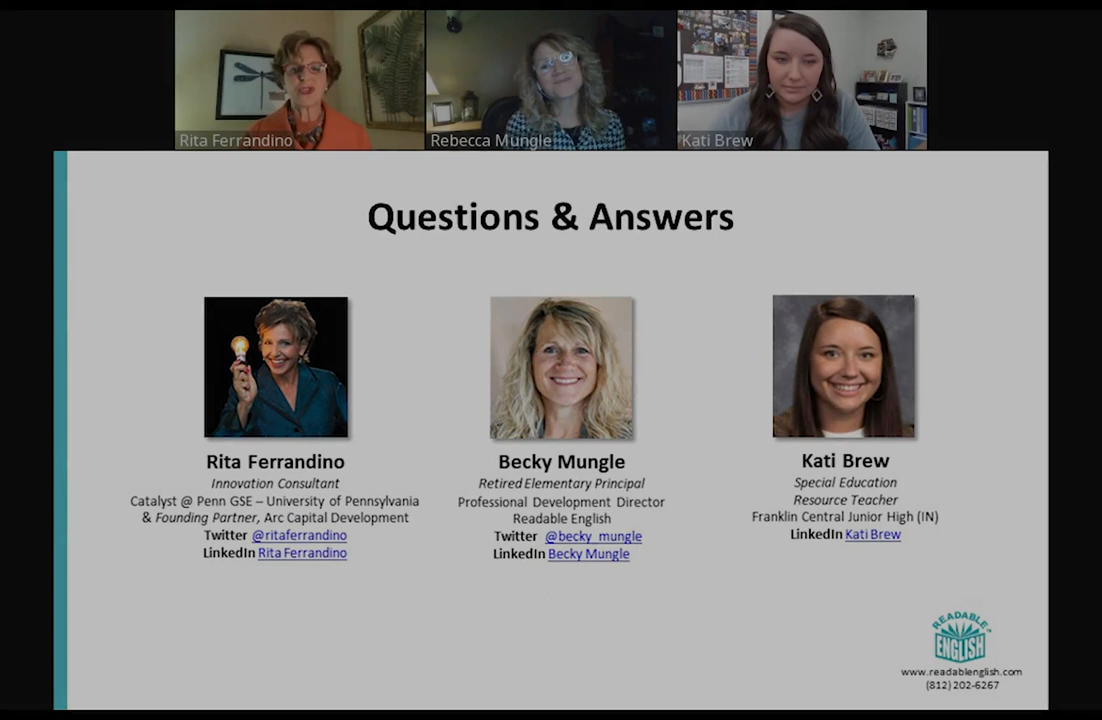 Rita Ferrandino
Rebecca Mungle
Kati Brew
Questions & Answers
Rita Ferrandino
Innovation Consultant
Catalyst @ Penn GSE – University of Pennsylvania
& Founding Partner, Arc Capital Development
Twitter @ritaferrandino
LinkedIn Rita Ferrandino
Becky Mungle
Retired Elementary Principal
Professional Development Director
Readable English
Twitter @becky_mungle
LinkedIn Becky Mungle
Kati Brew
Special Education
Resource Teacher
Franklin Central Junior High (IN)
LinkedIn Kati Brew
READABLE
ENGLISH
www.readablenglish.com
(812) 202-6267